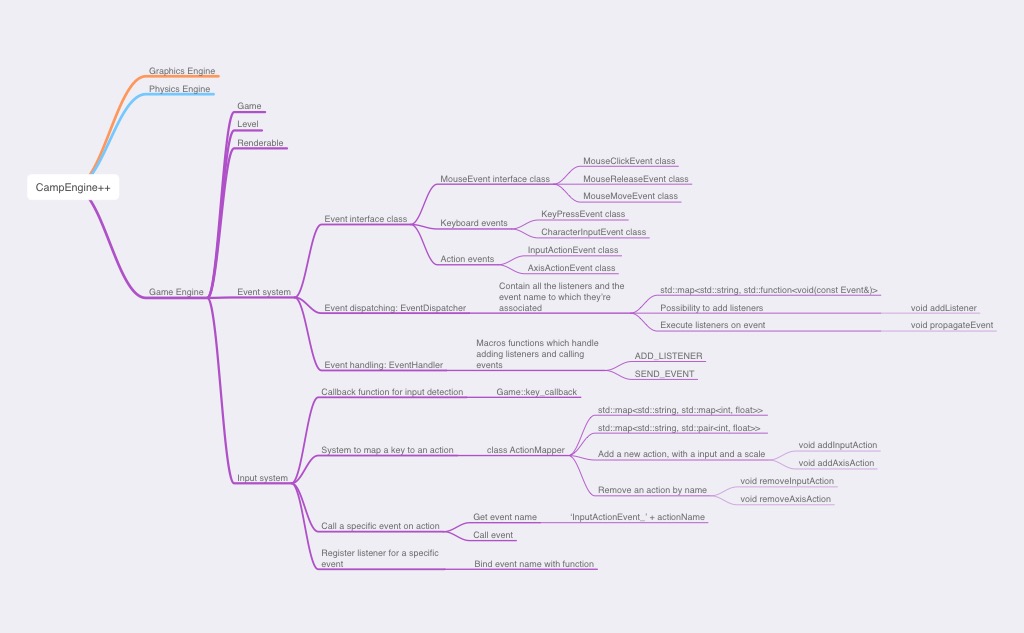 Graphics Engine
Physics Engine
CampEngine++
Game Engine
Game
Level
Renderable
Event system
Event interface class
MouseEvent interface class
MouseClickEvent class
MouseReleaseEvent class
MouseMoveEvent class
Keyboard events
KeyPressEvent class
CharacterInputEvent class
Action events
InputActionEvent class
AxisActionEvent class
Event dispatching: EventDispatcher
Contain all the listeners and the
event name to which they're
associated
std::map<std::string, std::function<void(const Event&)>
Possibility to add listeners
void addListener
Execute listeners on event
void propagateEvent
Event handling: EventHandler
Macros functions which handle
adding listeners and calling
events
ADD_LISTENER
SEND_EVENT
Input system
Callback function for input detection
Game::key_callback
System to map a key to an action
class ActionMapper
std::map<std::string, std::map<int, float>>
std::map<std::string, std::pair<int, float>>
Add a new action, with a input and a scale
void addInputAction
void addAxisAction
Remove an action by name
void removeInputAction
void removeAxisAction
Call a specific event on action
Get event name
'InputActionEvent_' + actionName
Call event
Register listener for a specific
event
Bind event name with function